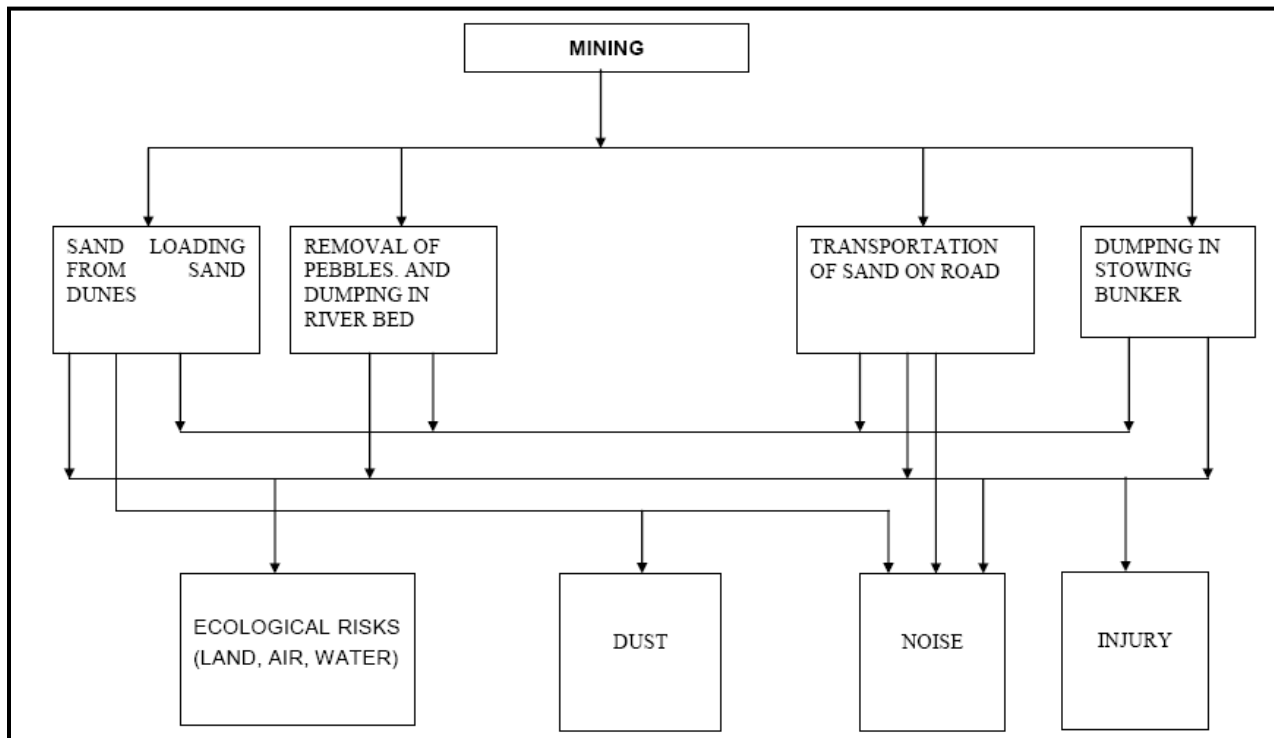 MINING
SAND LOADING
FROM SAND
DUNES
REMOVAL OF
PEBBLES. AND
DUMPING IN
RIVER BED
TRANSPORTATION
OF SAND ON ROAD
DUMPING IN
STOWING
BUNKER
ECOLOGICAL RISKS
(LAND, AIR, WATER)
DUST
NOISE
INJURY